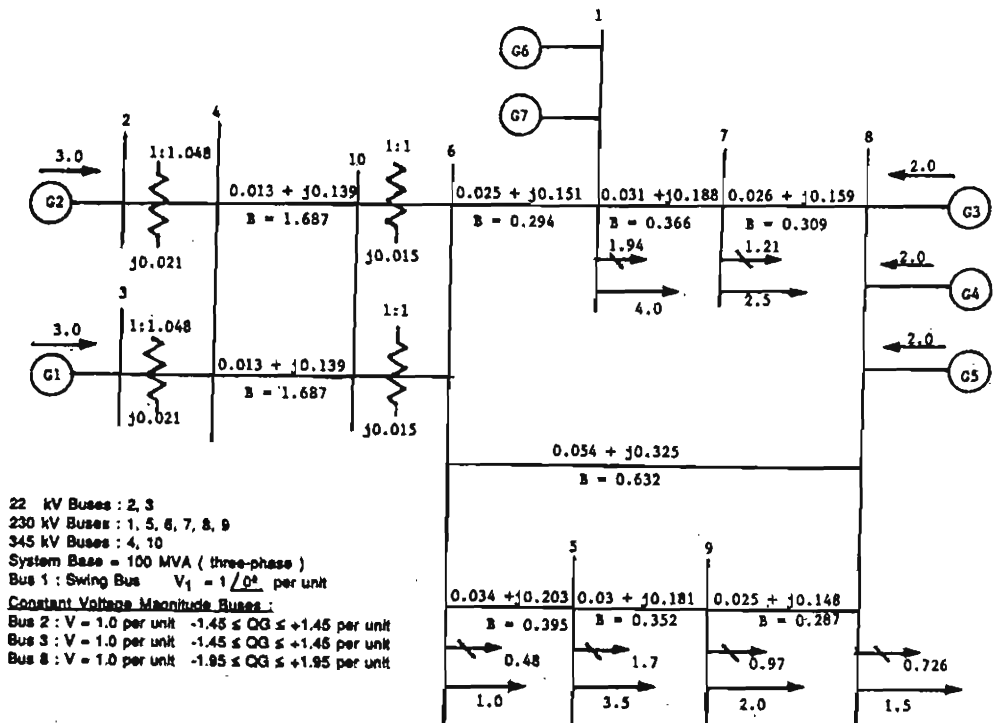 1
G6
G7
2
4
10
6
7
8
3.0
1:1.048
1:1
2.0
G2
0.013 + j0.139
0.025 + j0.151
0.031 +j0.188
0.026 + j0.159
G3
B = 1.687
B = 0.294
B = 0.366
B = 0.309
j0.021
j0.015
1.94
1.21
2.0
G4
4.0
2.5
3
3.0
1:1.048
1:1
2.0
G1
0.013 + j0.139
G5
B = 1.687
j0.021
j0.015
0.054 + j0.325
B = 0.632
22 kV Buses : 2, 3
230 kV Buses : 1, 5, 6, 7, 8, 9
345 kV Buses : 4, 10
System Base = 100 MVA ( three-phase )
Bus 1 : Swing Bus V1 = 1 /0° per unit
Constant Voltage Magnitude Buses :
Bus 2 : V = 1.0 per unit -1.45 ≤ QG ≤ +1.45 per unit
Bus 3 : V = 1.0 per unit -1.45 ≤ QG ≤ +1.45 per unit
Bus 8 : V = 1.0 per unit -1.95 ≤ QG ≤ +1.95 per unit
5
9
0.034 +j0.203
0.03 + j0.181
0.025 + j0.148
B = 0.395
B = 0.352
B = 0.287
0.48
1.7
0.97
0.726
1.0
3.5
2.0
1.5